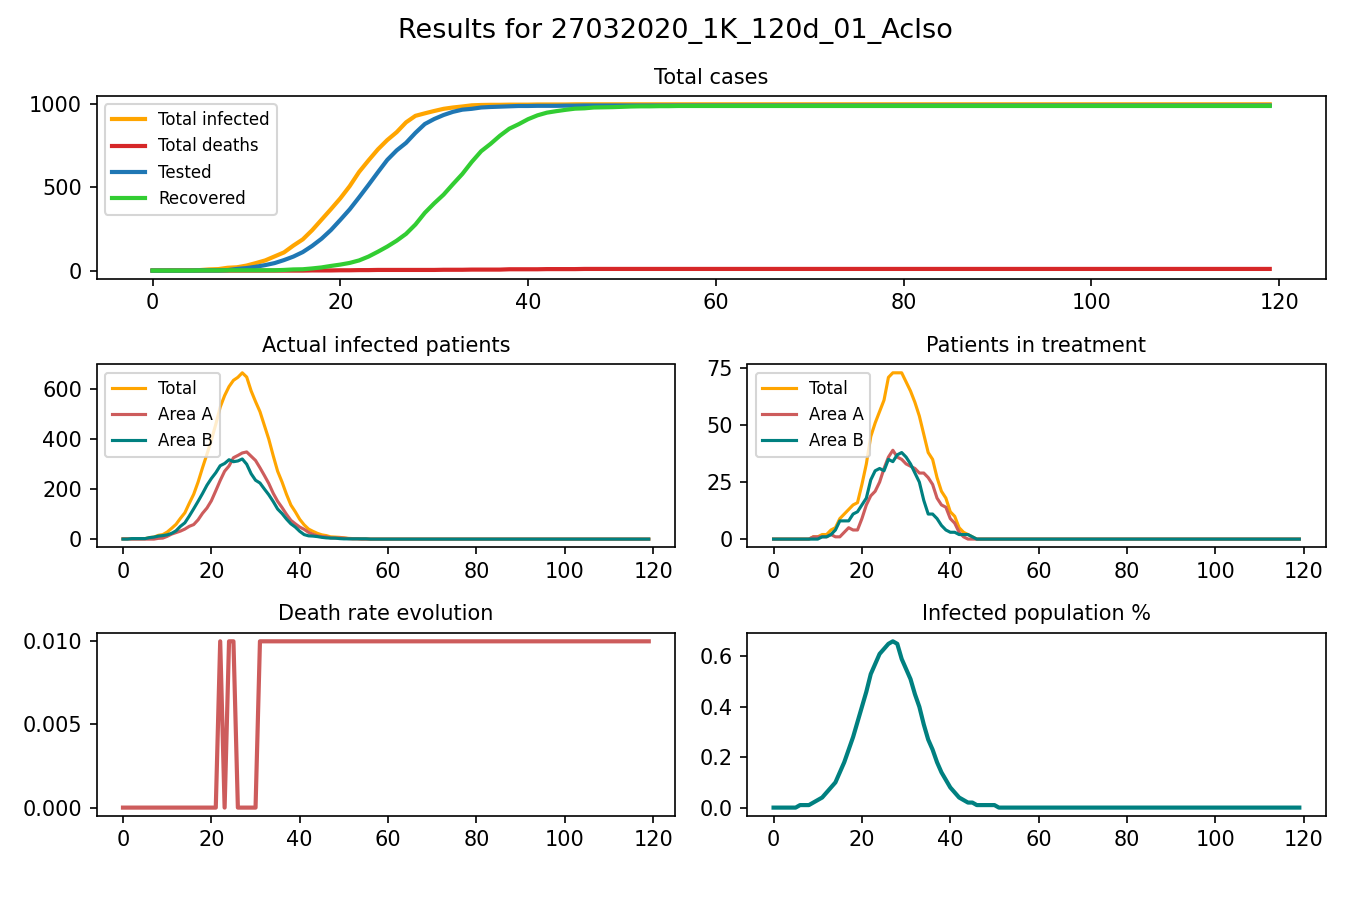 Results for 27032020_1K_120d_01_AcIso
Total cases
1000
500
0
Total infected
Total deaths
Tested
Recovered
0 20 40 60 80 100 120
Actual infected patients
600
400
200
0
Total
Area A
Area B
0 20 40 60 80 100 120
Patients in treatment
75
50
25
0
Total
Area A
Area B
0 20 40 60 80 100 120
Death rate evolution
0.010
0.005
0.000
0 20 40 60 80 100 120
Infected population %
0.6
0.4
0.2
0.0
0 20 40 60 80 100 120